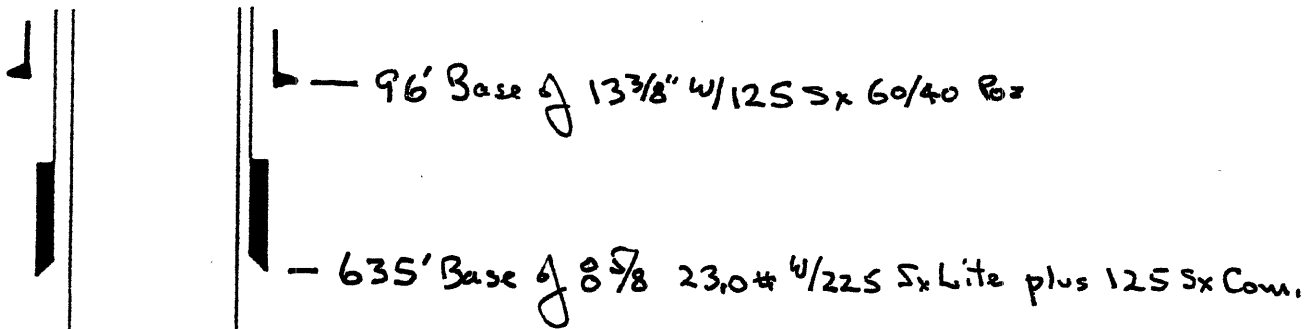 — 96' Base of 13 3/8" W/125 Sx 60/40 Poz
— 635' Base of 8 5/8 23.0# W/225 Sx Lite plus 125 Sx Com.